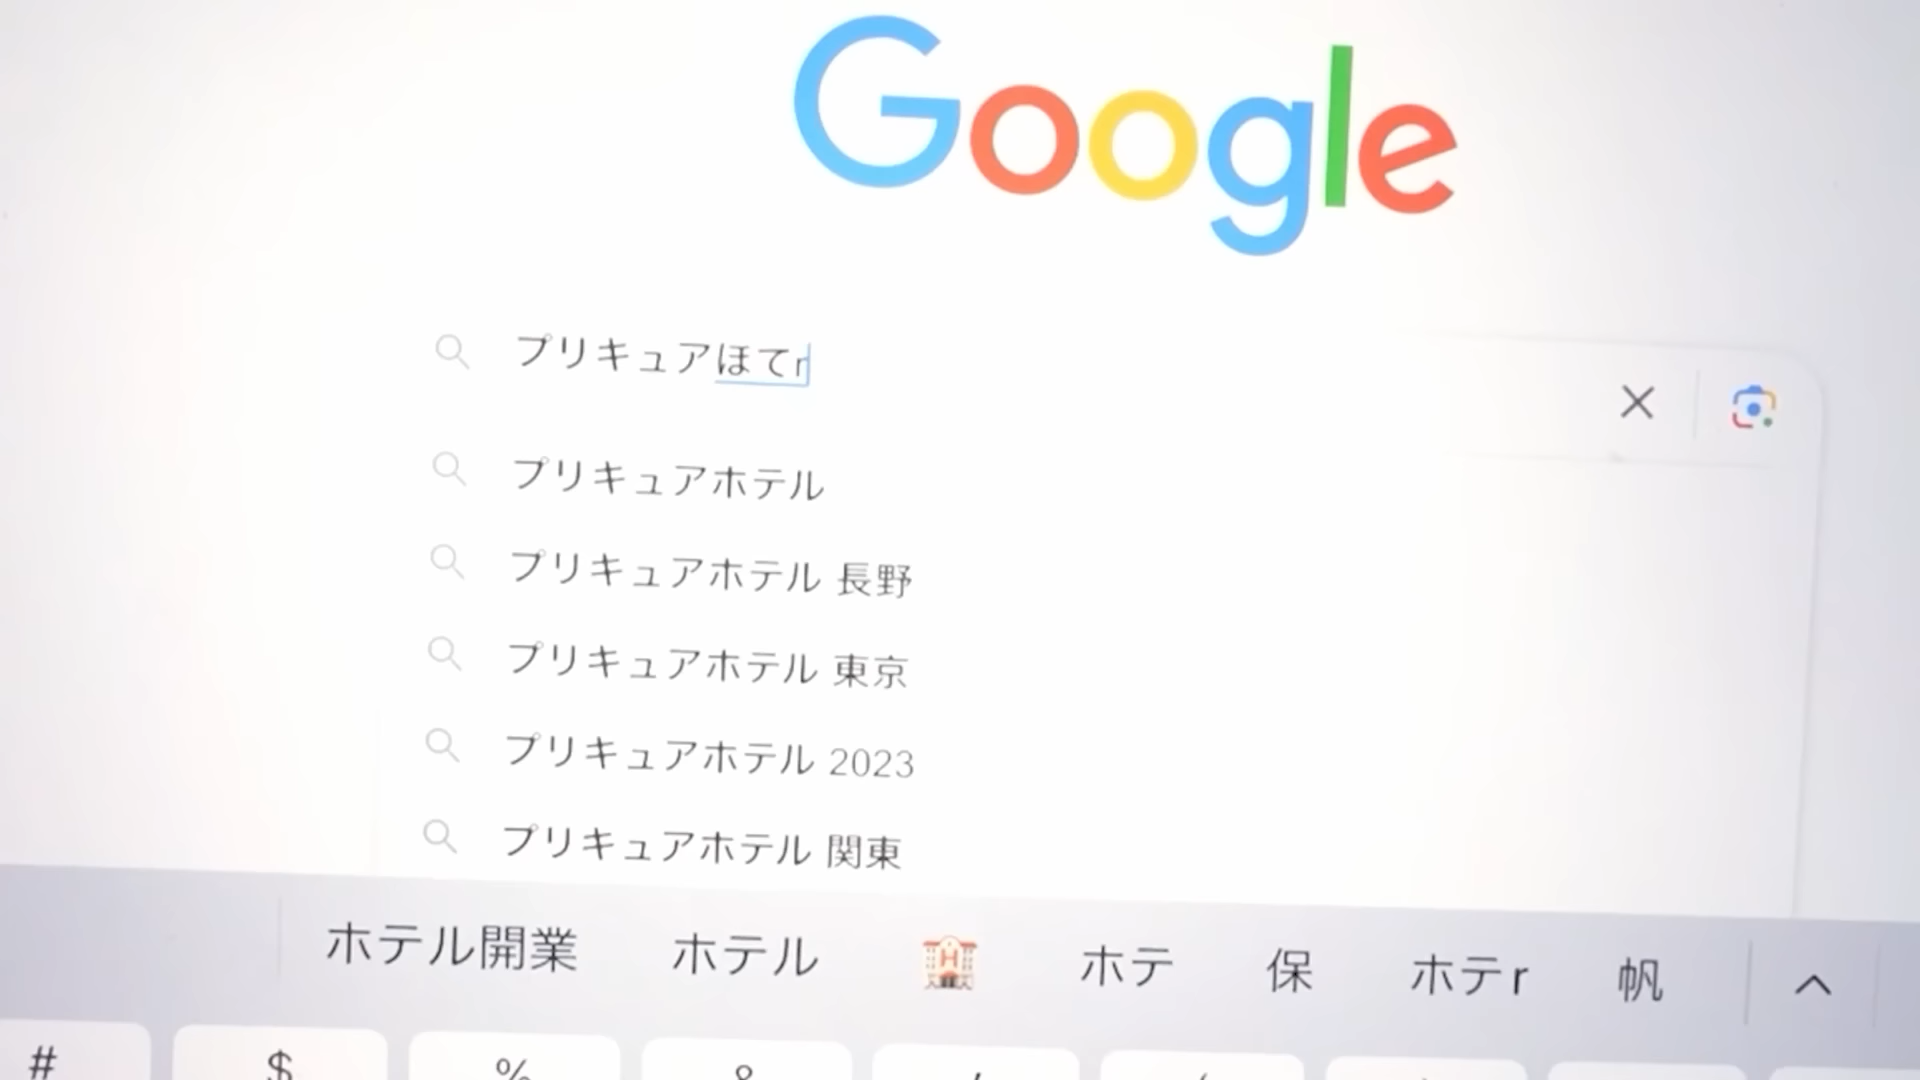 Google
プリキュアほてr
プリキュアホテル
プリキュアホテル 長野
プリキュアホテル 東京
プリキュアホテル 2023
プリキュアホテル 関東
ホテル開業 ホテル 🏨 ホテ 保 ホテr 帆
# $ % &